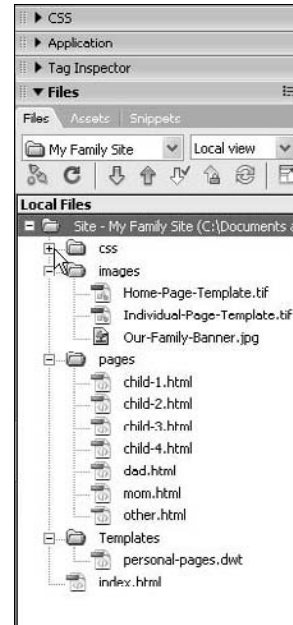 CSS
Application
Tag Inspector
Files
Files Assets Snippets
My Family Site Local view
Local Files
Site - My Family Site (C:\Documents a
css
images
Home-Page-Template.tif
Individual-Page-Template.tif
Our-Family-Banner.jpg
pages
child-1.html
child-2.html
child-3.html
child-4.html
dad.html
mom.html
other.html
Templates
personal-pages.dwt
index.html